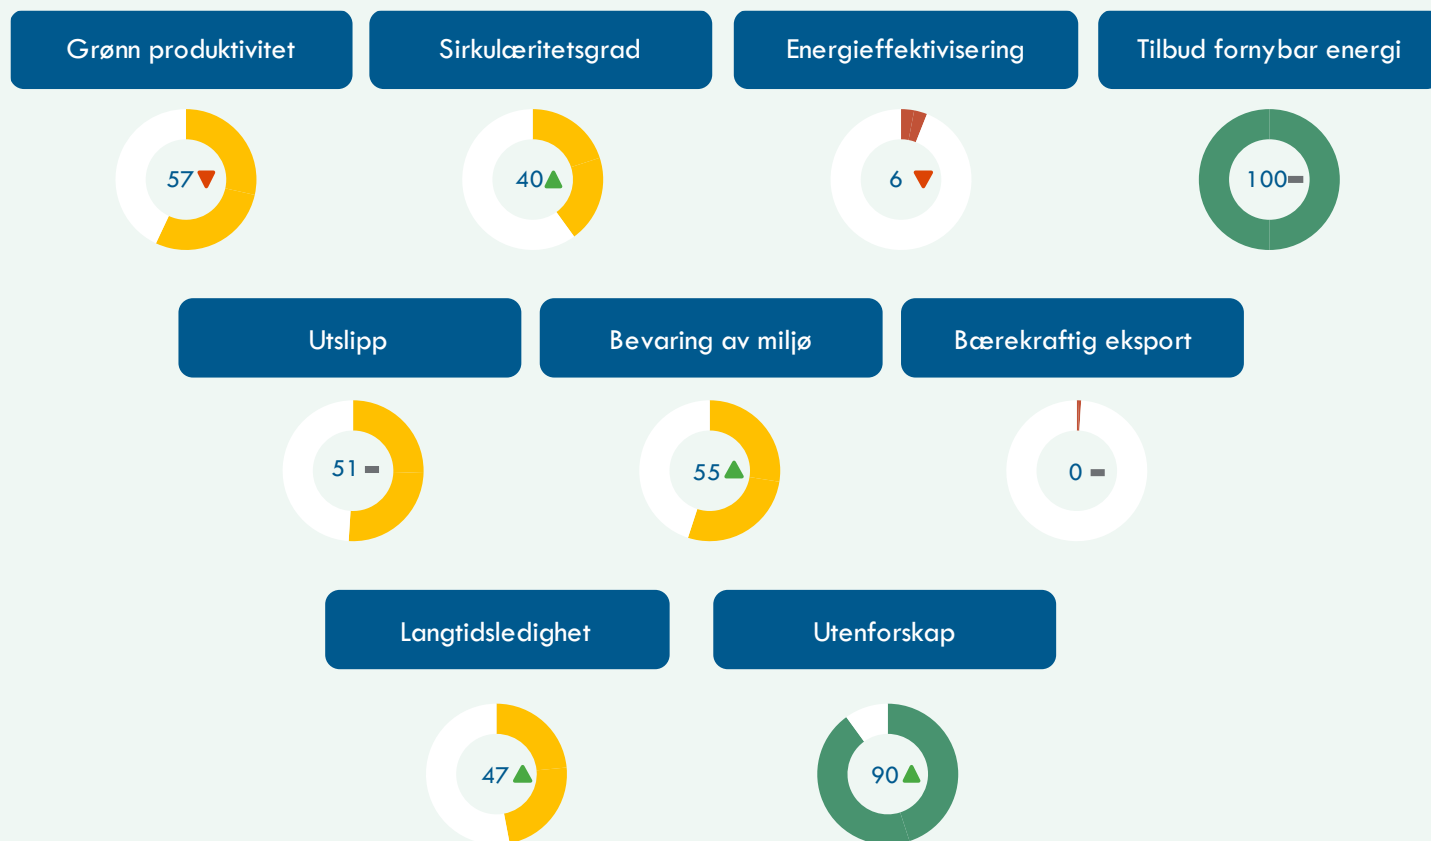 Grønn produktivitet
Sirkulæritetsgrad
Energieffektivisering
Tilbud fornybar energi
57
40
6
100
Utslipp
Bevaring av miljø
Bærekraftig eksport
51
55
0
Langtidsledighet
Utenforskap
47
90